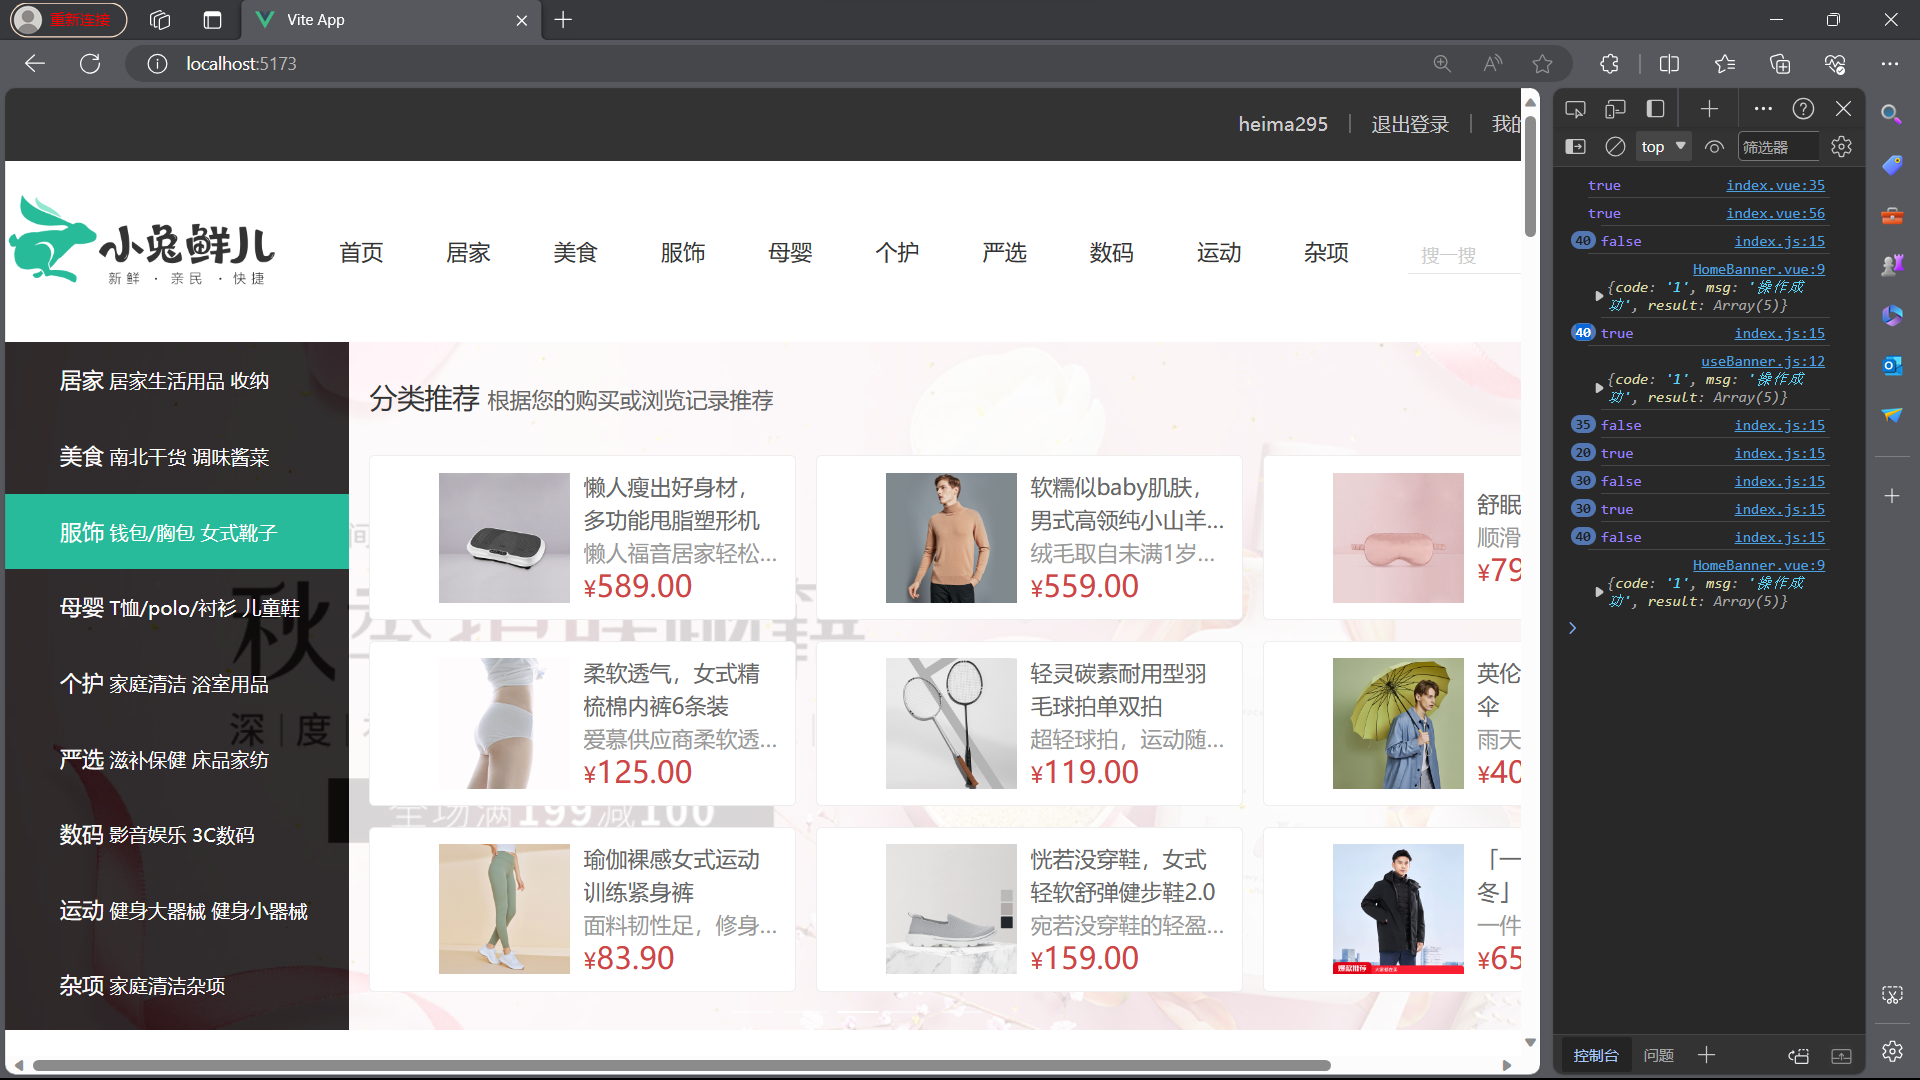 重新连接
Vite App
localhost:5173
heima295
退出登录
我的
小兔鲜儿
新鲜 · 亲民 · 快捷
首页
居家
美食
服饰
母婴
个护
严选
数码
运动
杂项
搜一搜
居家 居家生活用品 收纳
美食 南北干货 调味酱菜
服饰 钱包/胸包 女式靴子
母婴 T恤/polo/衬衫 儿童鞋
个护 家庭清洁 浴室用品
严选 滋补保健 床品家纺
数码 影音娱乐 3C数码
运动 健身大器械 健身小器械
杂项 家庭清洁杂项
分类推荐 根据您的购买或浏览记录推荐
懒人瘦出好身材，
多功能甩脂塑形机
懒人福音居家轻松...
¥589.00
软糯似baby肌肤，
男式高领纯小山羊...
绒毛取自未满1岁...
¥559.00
舒眠
顺滑
¥79
柔软透气，女式精
梳棉内裤6条装
爱慕供应商柔软透...
¥125.00
轻灵碳素耐用型羽
毛球拍单双拍
超轻球拍，运动随...
¥119.00
英伦
伞
雨天
¥40
瑜伽裸感女式运动
训练紧身裤
面料韧性足，修身...
¥83.90
恍若没穿鞋，女式
轻软舒弹健步鞋2.0
宛若没穿鞋的轻盈...
¥159.00
「一
冬」
一件
¥65
秋
深｜度｜
全场满199减100
top
筛选器
true index.vue:35
true index.vue:56
40 false index.js:15
HomeBanner.vue:9
{code: '1', msg: '操作成
功', result: Array(5)}
40 true index.js:15
useBanner.js:12
{code: '1', msg: '操作成
功', result: Array(5)}
35 false index.js:15
20 true index.js:15
30 false index.js:15
30 true index.js:15
40 false index.js:15
HomeBanner.vue:9
{code: '1', msg: '操作成
功', result: Array(5)}
控制台
问题